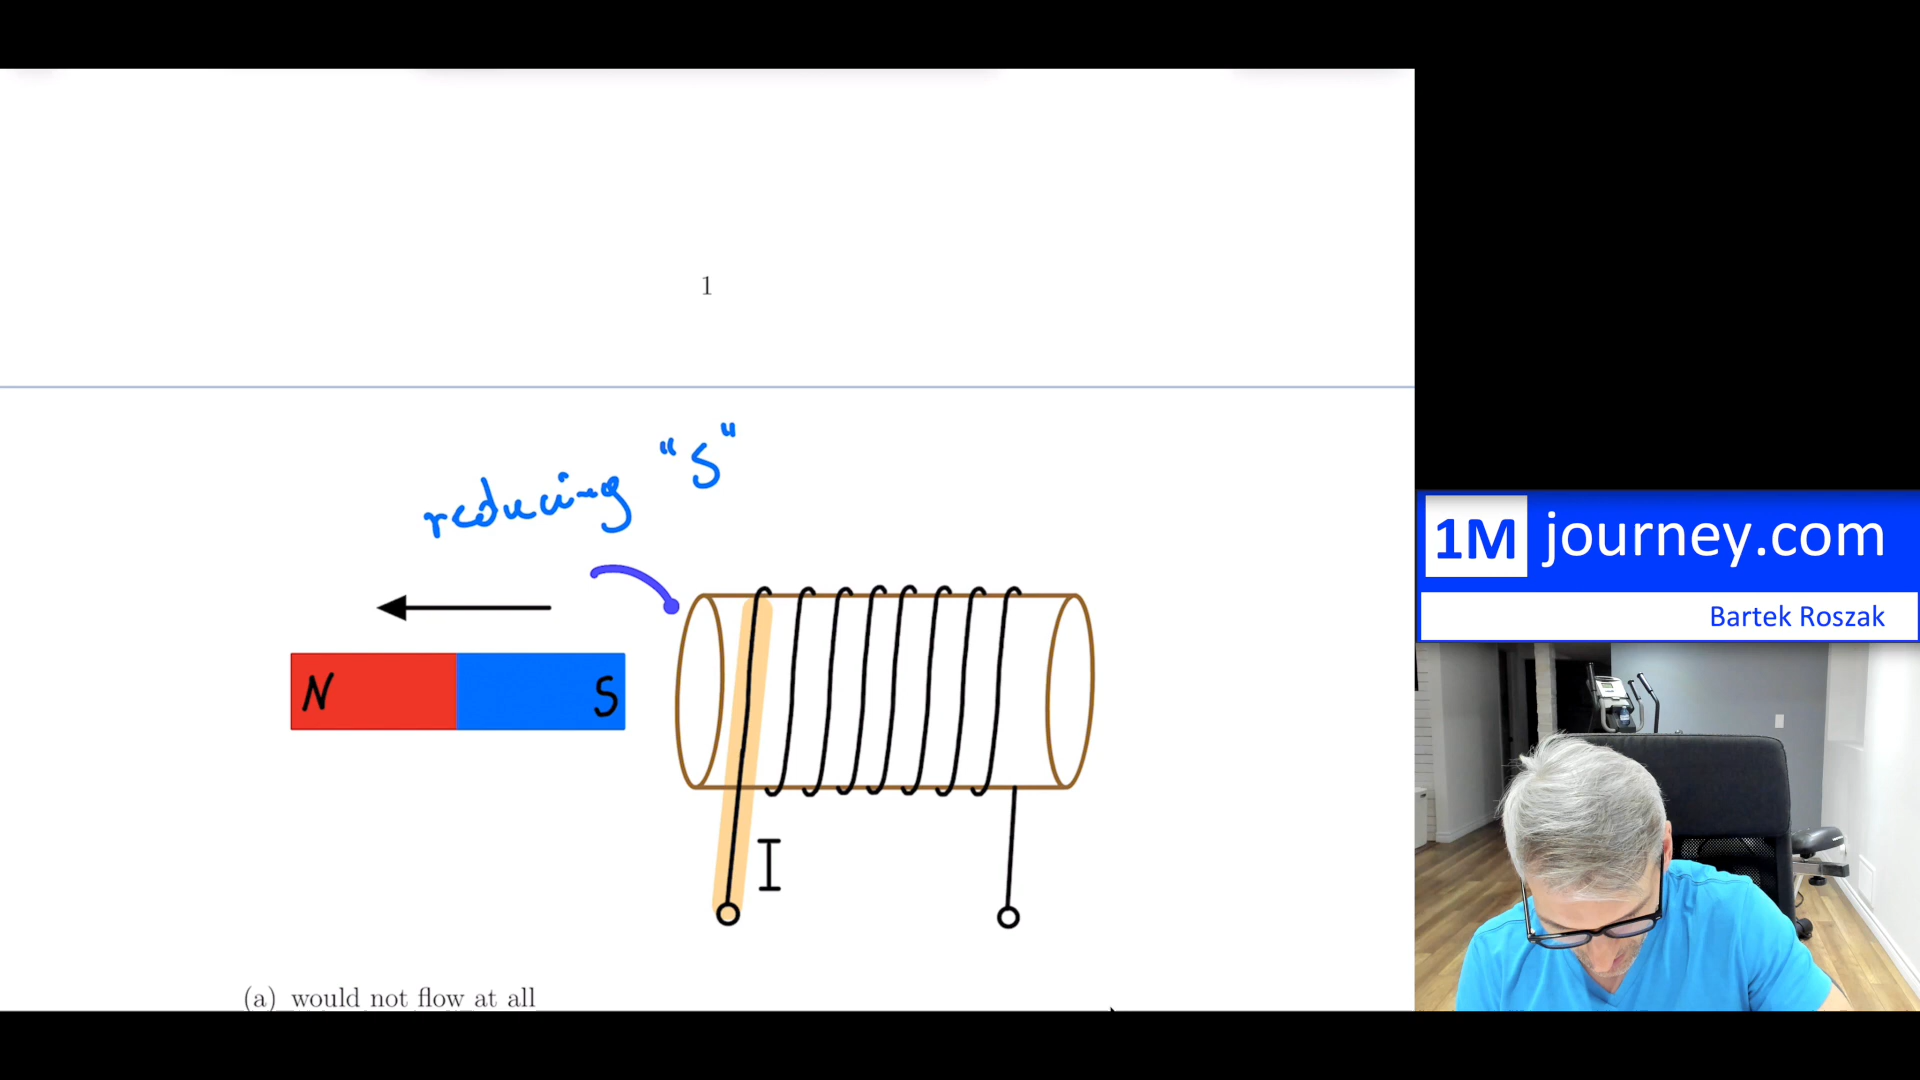 1
reducing "S"
N
S
I
(a) would not flow at all
1M journey.com
Bartek Roszak